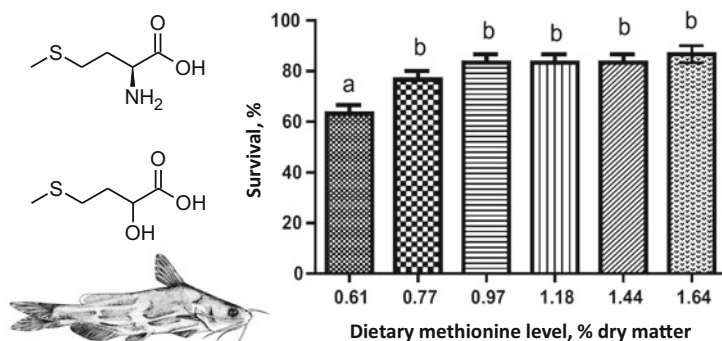 S
O
OH
NH₂
S
O
OH
OH
Survival, %
100
80
60
40
20
0
a
b
b
b
b
b
0.61
0.77
0.97
1.18
1.44
1.64
Dietary methionine level, % dry matter